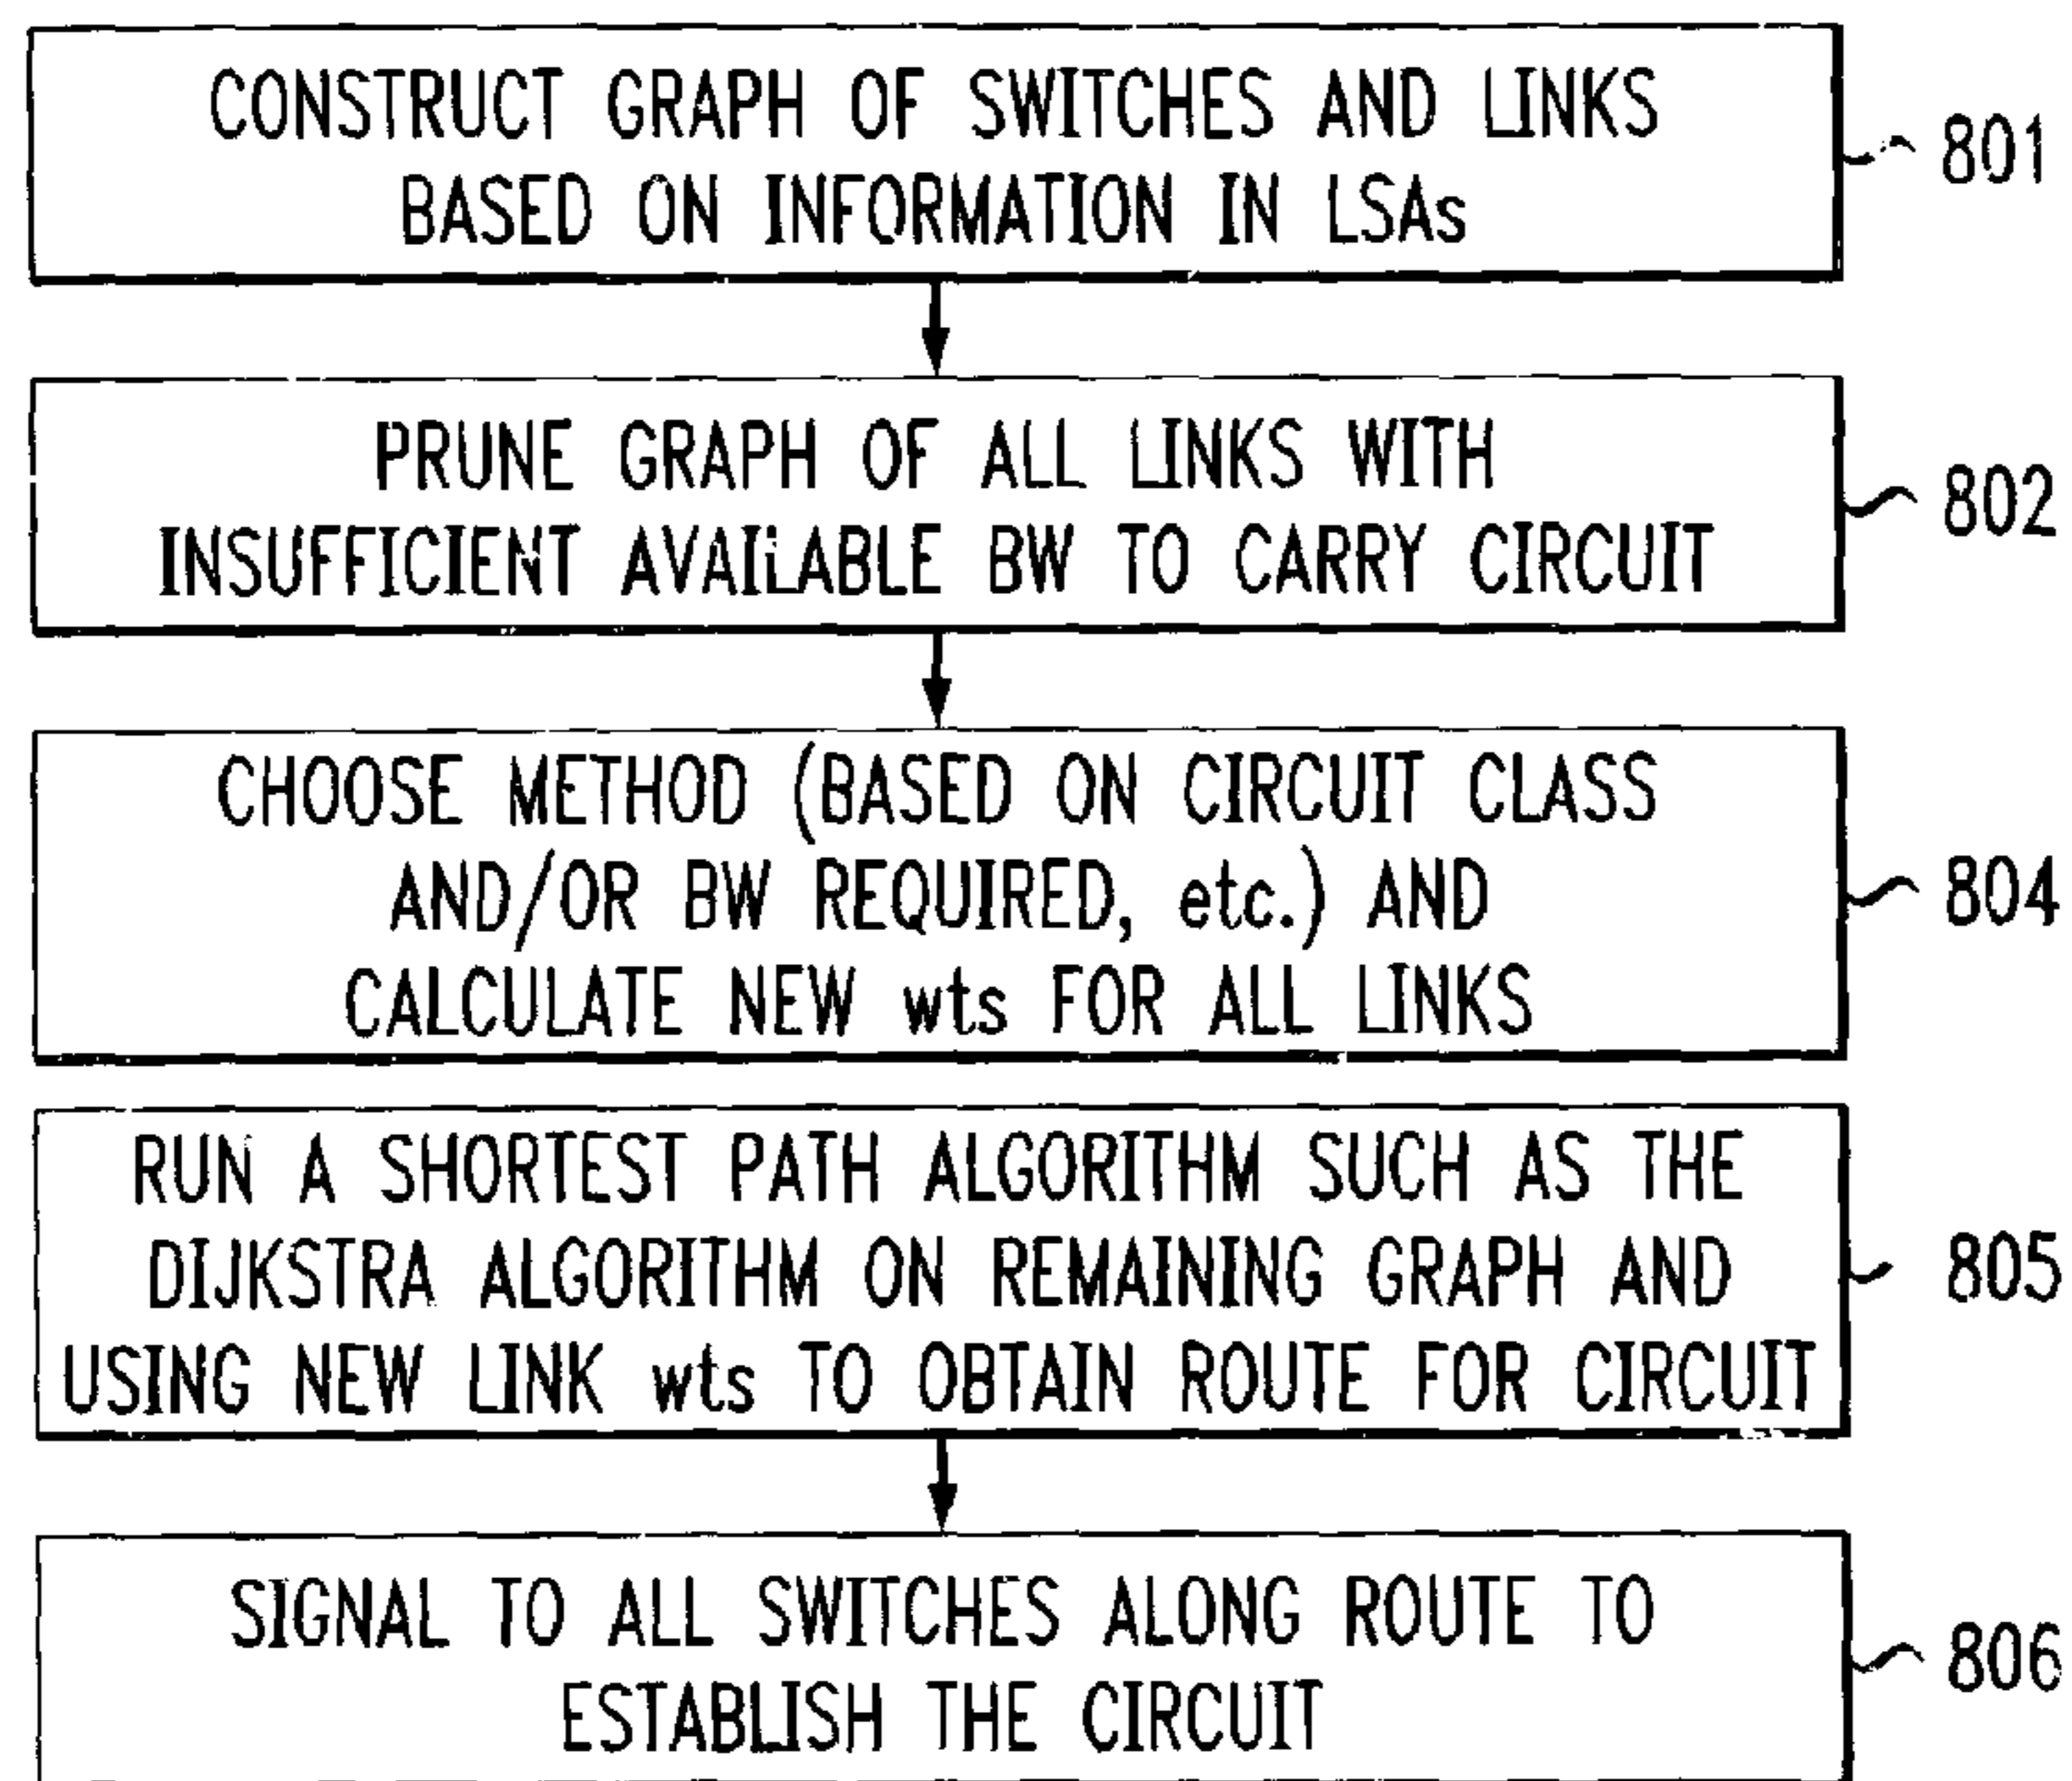 CONSTRUCT GRAPH OF SWITCHES AND LINKS
BASED ON INFORMATION IN LSAs
801
PRUNE GRAPH OF ALL LINKS WITH
INSUFFICIENT AVAILABLE BW TO CARRY CIRCUIT
802
CHOOSE METHOD (BASED ON CIRCUIT CLASS
AND/OR BW REQUIRED, etc.) AND
CALCULATE NEW wts FOR ALL LINKS
804
RUN A SHORTEST PATH ALGORITHM SUCH AS THE
DIJKSTRA ALGORITHM ON REMAINING GRAPH AND
USING NEW LINK wts TO OBTAIN ROUTE FOR CIRCUIT
805
SIGNAL TO ALL SWITCHES ALONG ROUTE TO
ESTABLISH THE CIRCUIT
806